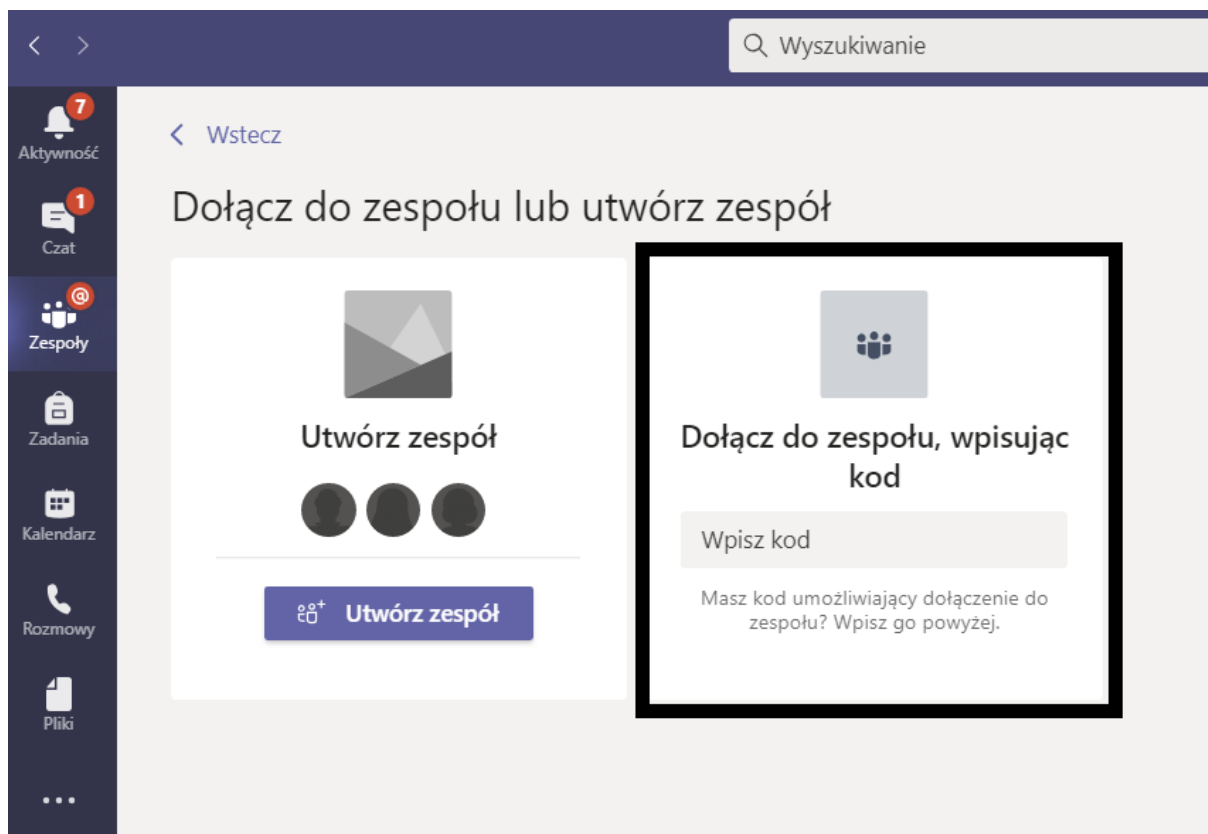 Wyszukiwanie
7
Aktywność
1
Czat
@
Zespoły
Zadania
Kalendarz
Rozmowy
Pliki
Wstecz
Dołącz do zespołu lub utwórz zespół
Utwórz zespół
Utwórz zespół
Dołącz do zespołu, wpisując
kod
Wpisz kod
Masz kod umożliwiający dołączenie do
zespołu? Wpisz go powyżej.